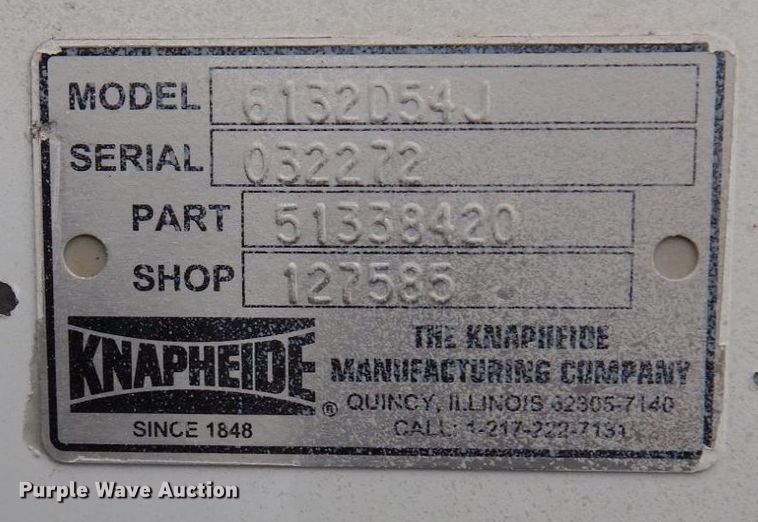 MODEL 6132D54J
SERIAL 032272
PART 51338420
SHOP 127585
KNAPHEIDE ®
SINCE 1848
THE KNAPHEIDE
MANUFACTURING COMPANY
QUINCY, ILLINOIS 62305-7140
CALL: 1-217-222-7131
Purple Wave Auction